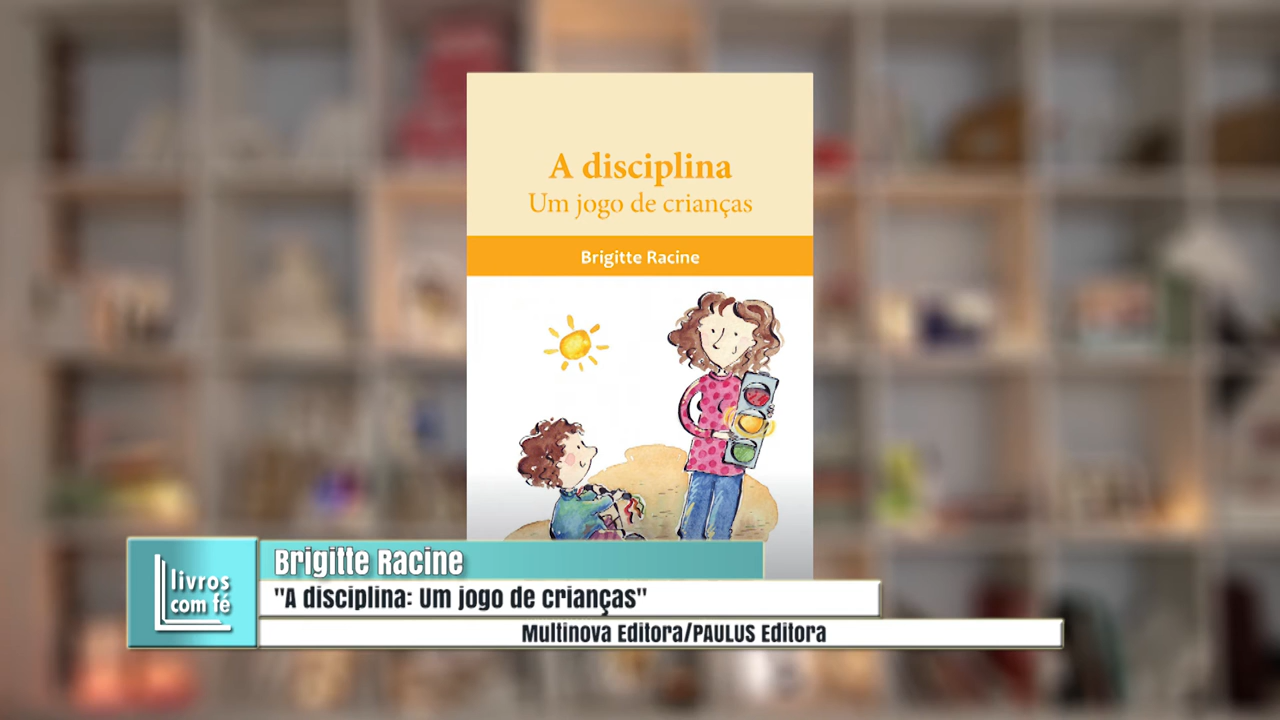 A disciplina
Um jogo de crianças
Brigitte Racine
livros
com fé
Brigitte Racine
"A disciplina: Um jogo de crianças"
Multinova Editora/PAULUS Editora